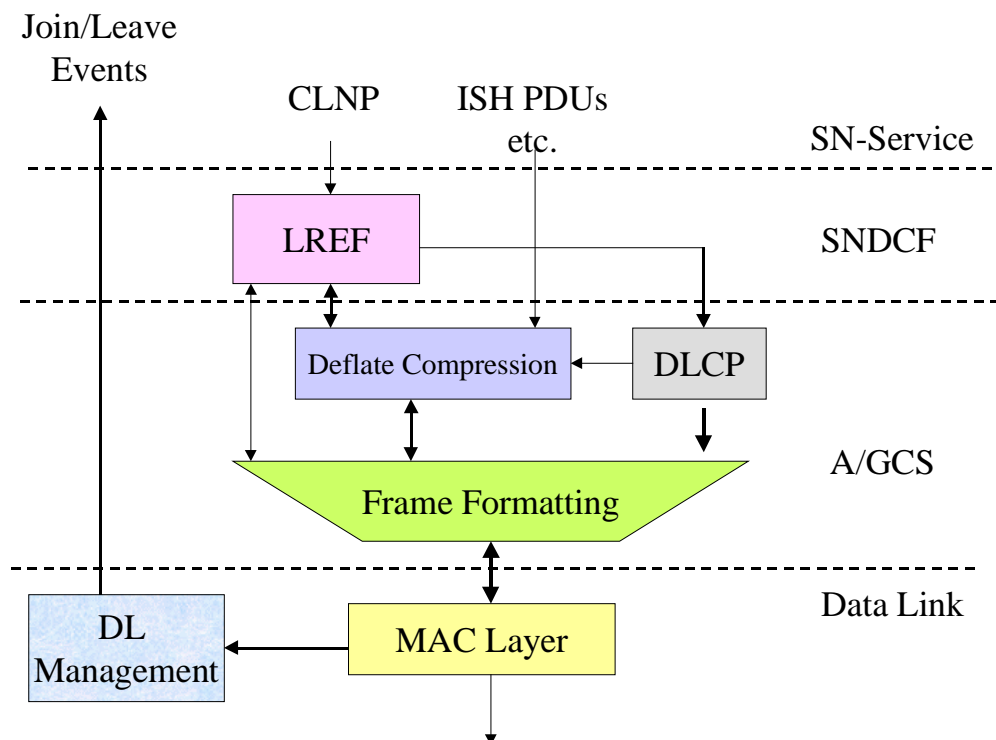 Join/Leave
Events
CLNP
ISH PDUs
etc.
SN-Service
LREF
SNDCF
Deflate Compression
DLCP
A/GCS
Frame Formatting
Data Link
DL
Management
MAC Layer